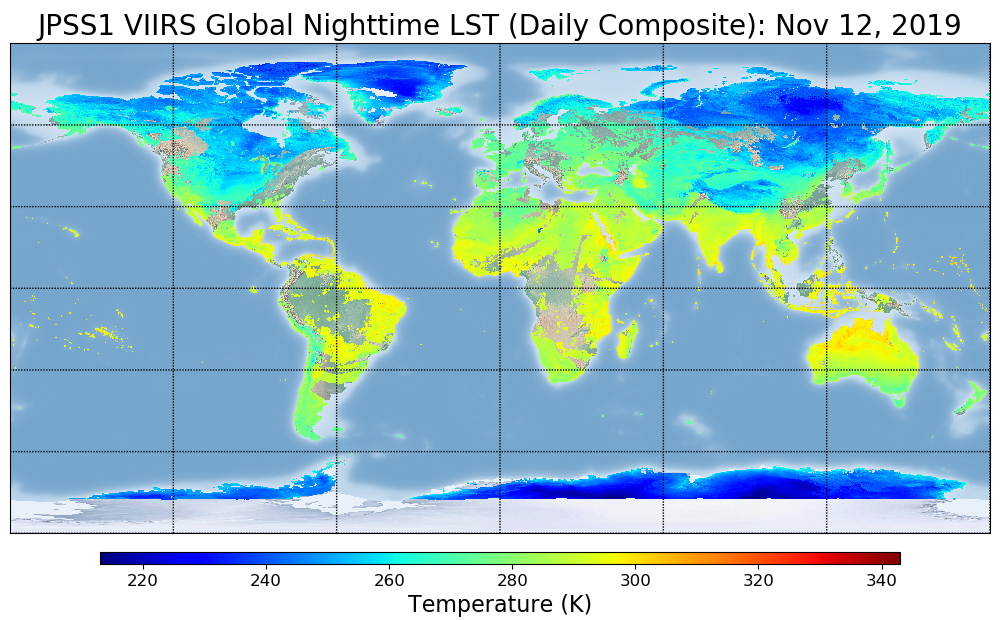 JPSS1 VIIRS Global Nighttime LST (Daily Composite): Nov 12, 2019
220 240 260 280 300 320 340
Temperature (K)